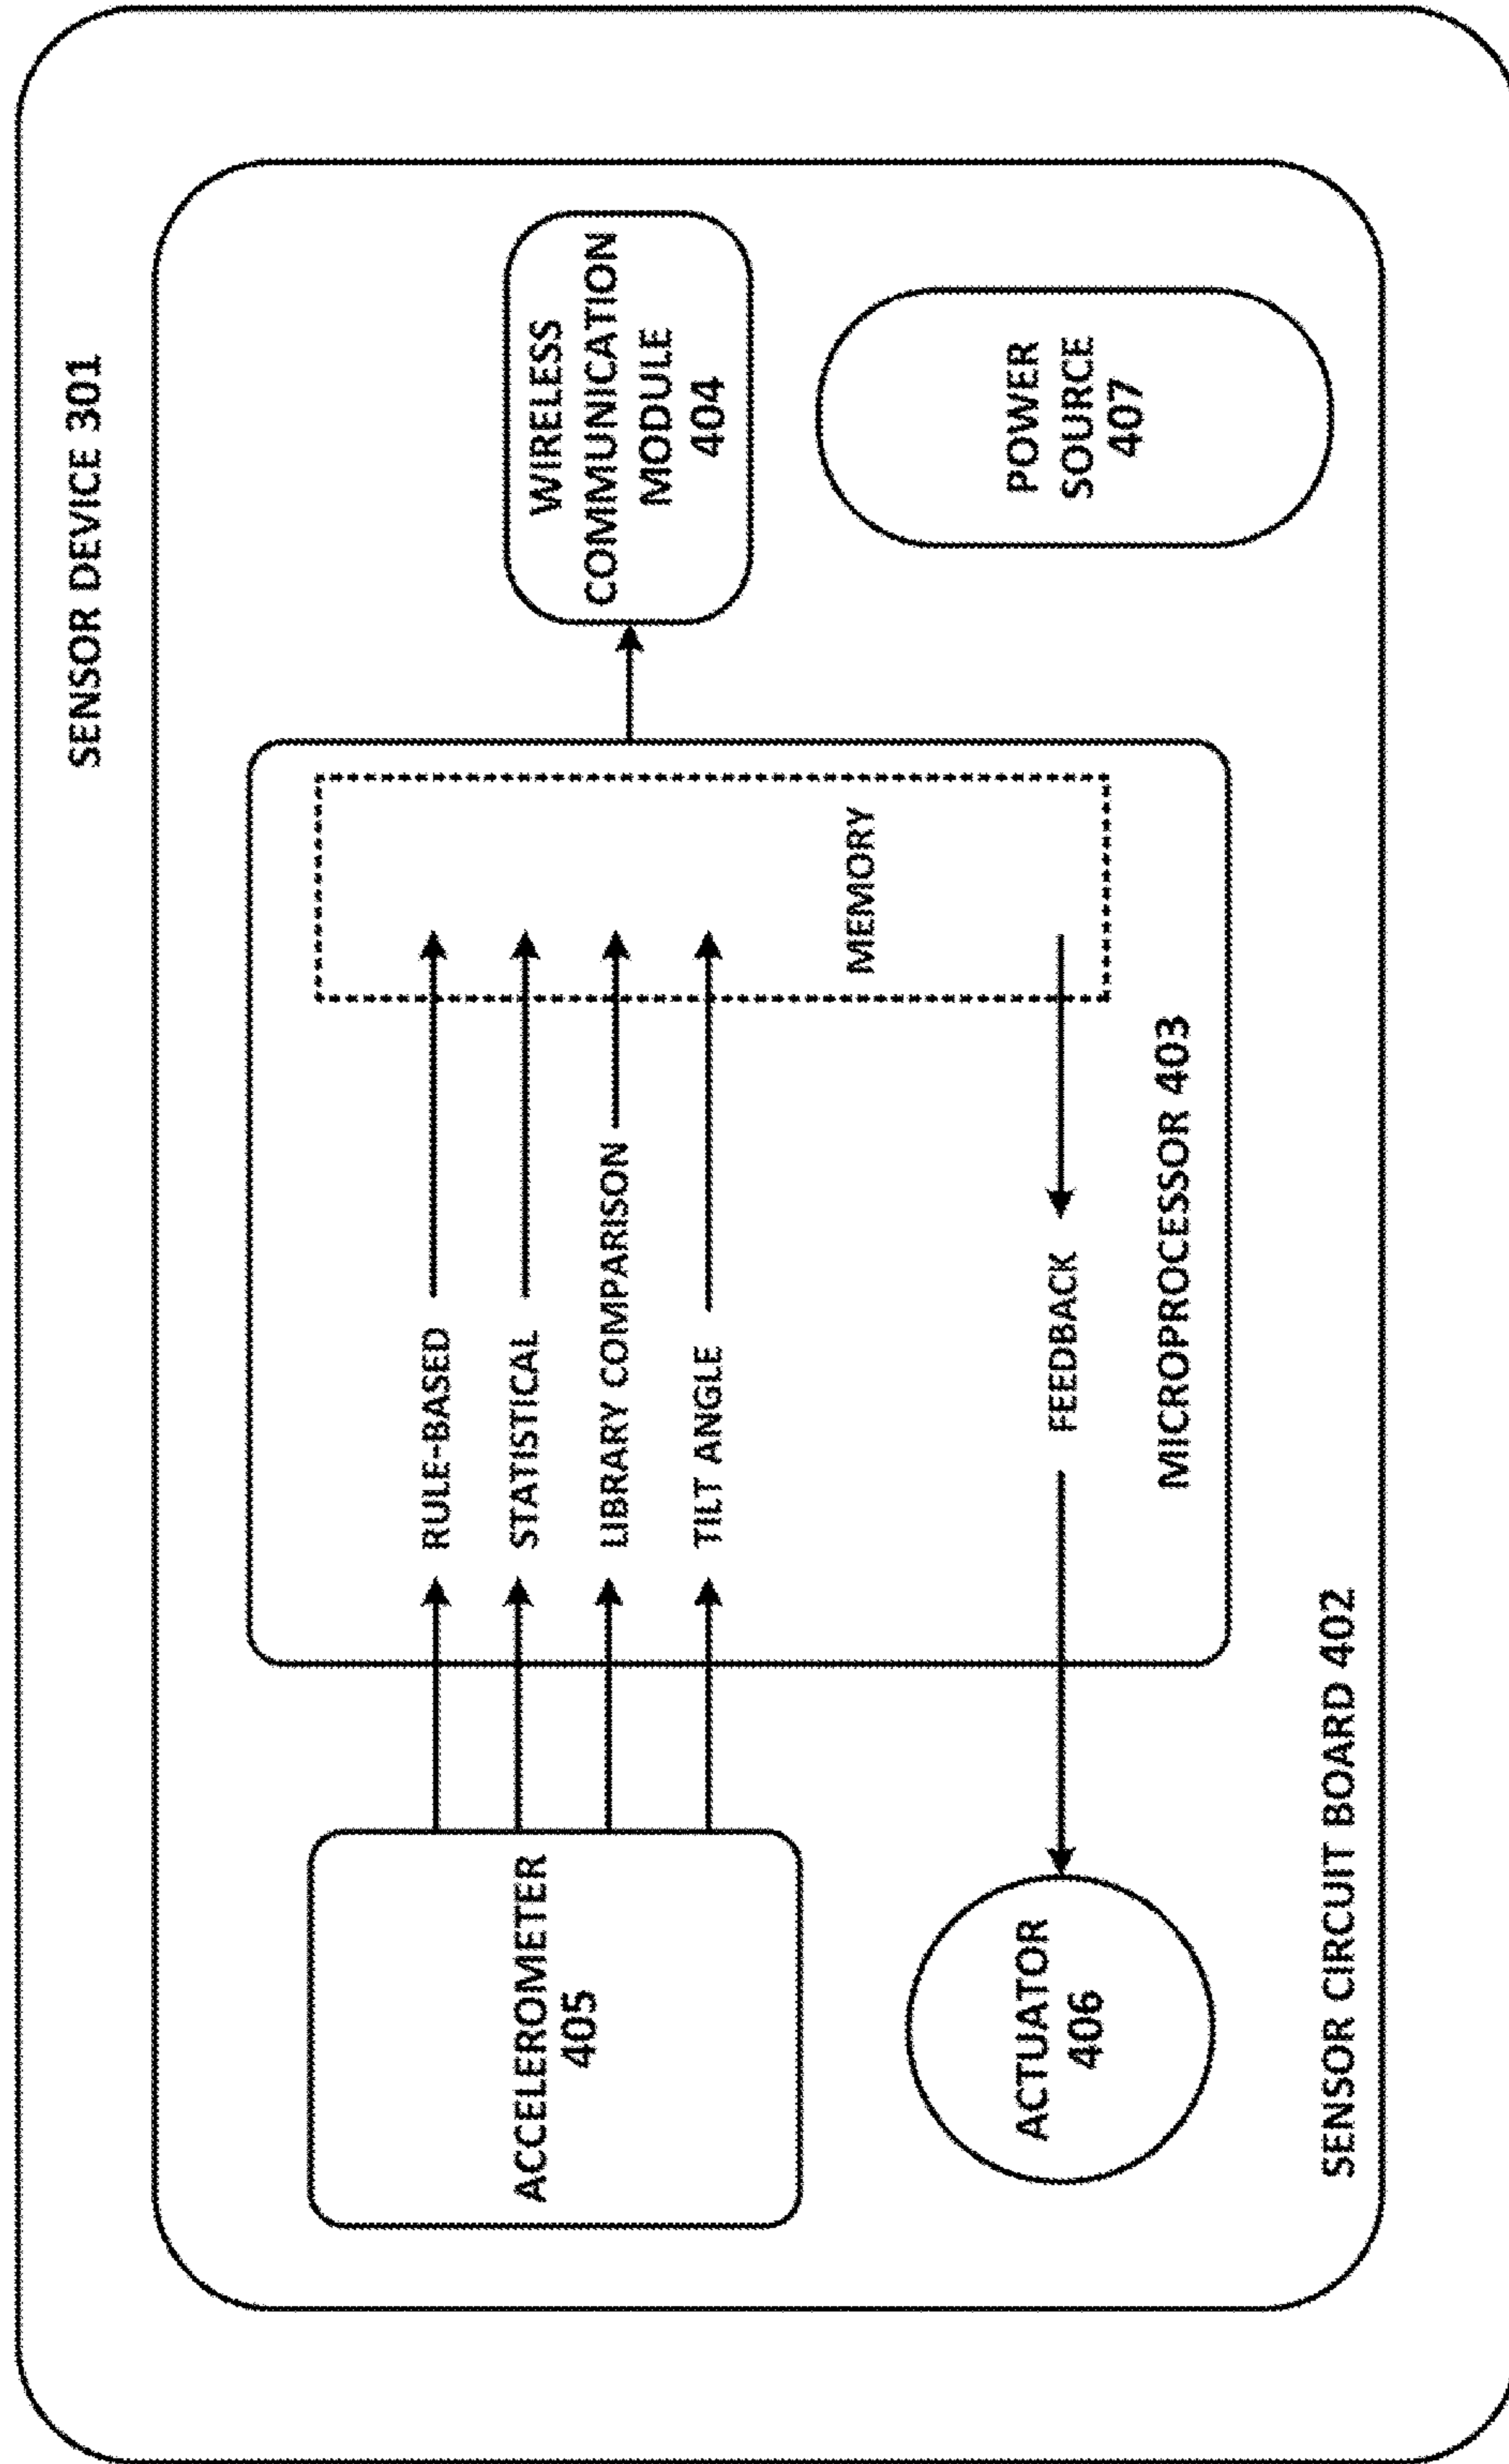 SENSOR DEVICE 301
ACCELEROMETER
405
RULE-BASED
STATISTICAL
LIBRARY COMPARISON
TILT ANGLE
MEMORY
WIRELESS
COMMUNICATION
MODULE
404
ACTUATOR
406
FEEDBACK
MICROPROCESSOR 403
POWER
SOURCE
407
SENSOR CIRCUIT BOARD 402